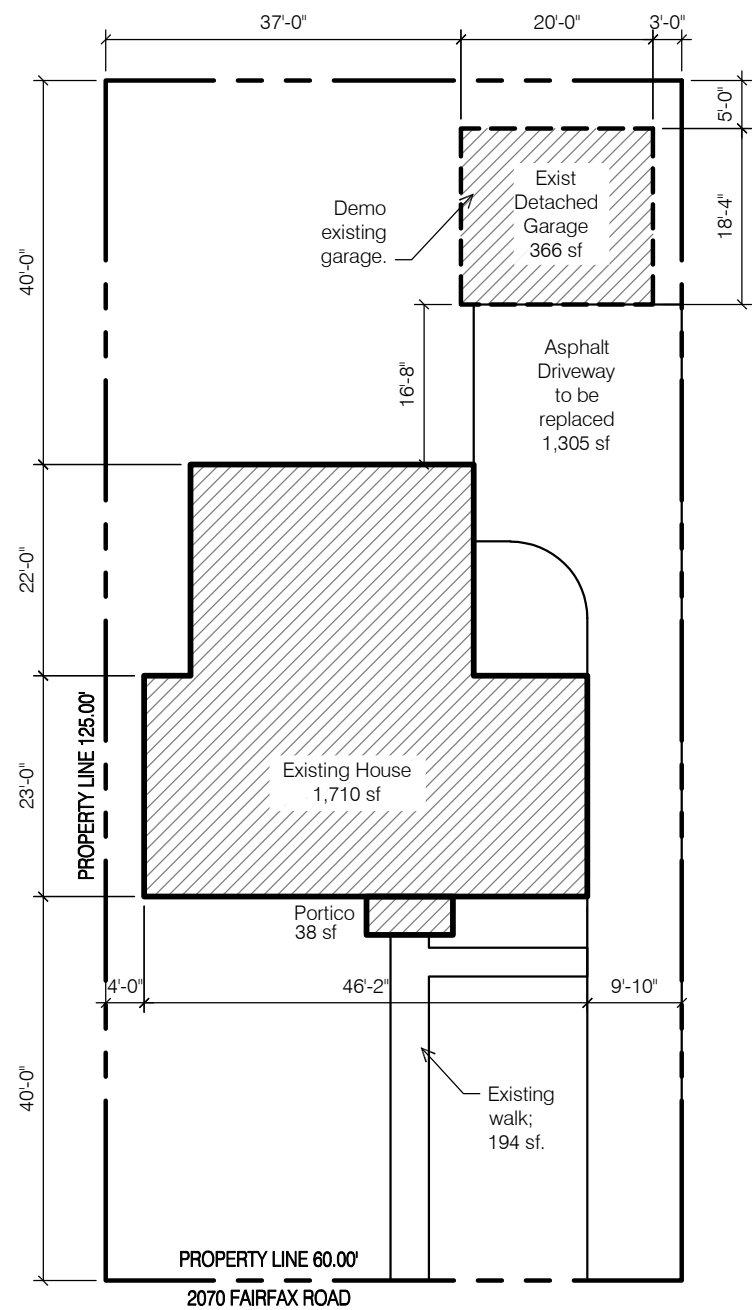 37'-0"
20'-0"
3'-0"
5'-0"
18'-4"
Exist
Detached
Garage
366 sf
Demo
existing
garage.
40'-0"
16'-8"
Asphalt
Driveway
to be
replaced
1,305 sf
22'-0"
PROPERTY LINE 125.00'
23'-0"
Existing House
1,710 sf
Portico
38 sf
4'-0"
46'-2"
9'-10"
40'-0"
Existing
walk;
194 sf.
PROPERTY LINE 60.00'
2070 FAIRFAX ROAD